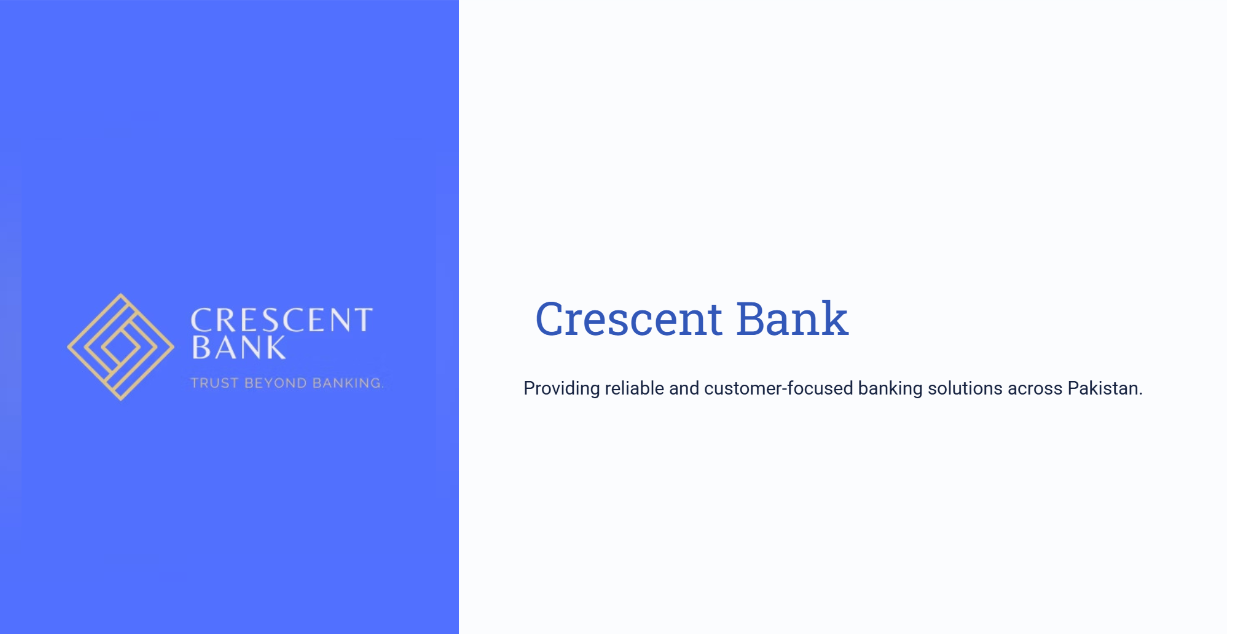 CRESCENT
BANK
TRUST BEYOND BANKING.
Crescent Bank
Providing reliable and customer-focused banking solutions across Pakistan.